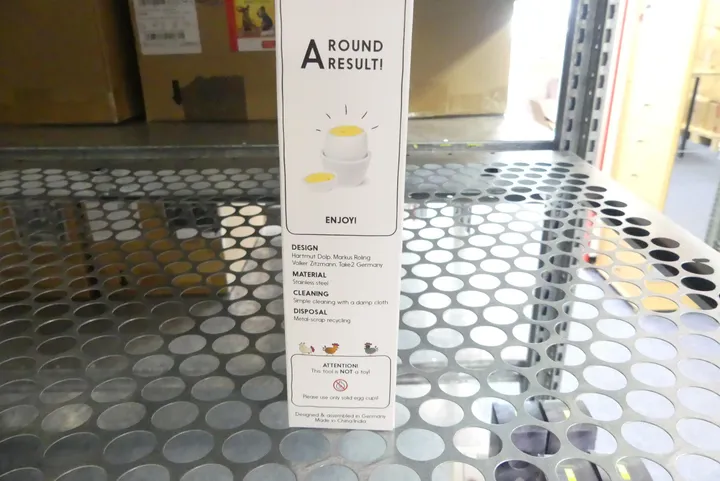 A ROUND
RESULT!
ENJOY!
DESIGN
Hartmut Dolp, Markus Roling
Volker Zitzmann, Take2 Germany
MATERIAL
Stainless steel
CLEANING
Simple cleaning with a damp cloth
DISPOSAL
Metal-scrap recycling
ATTENTION!
This tool is NOT a toy!
Please use only solid egg-cups!
Designed & assembled in Germany
Made in China/India